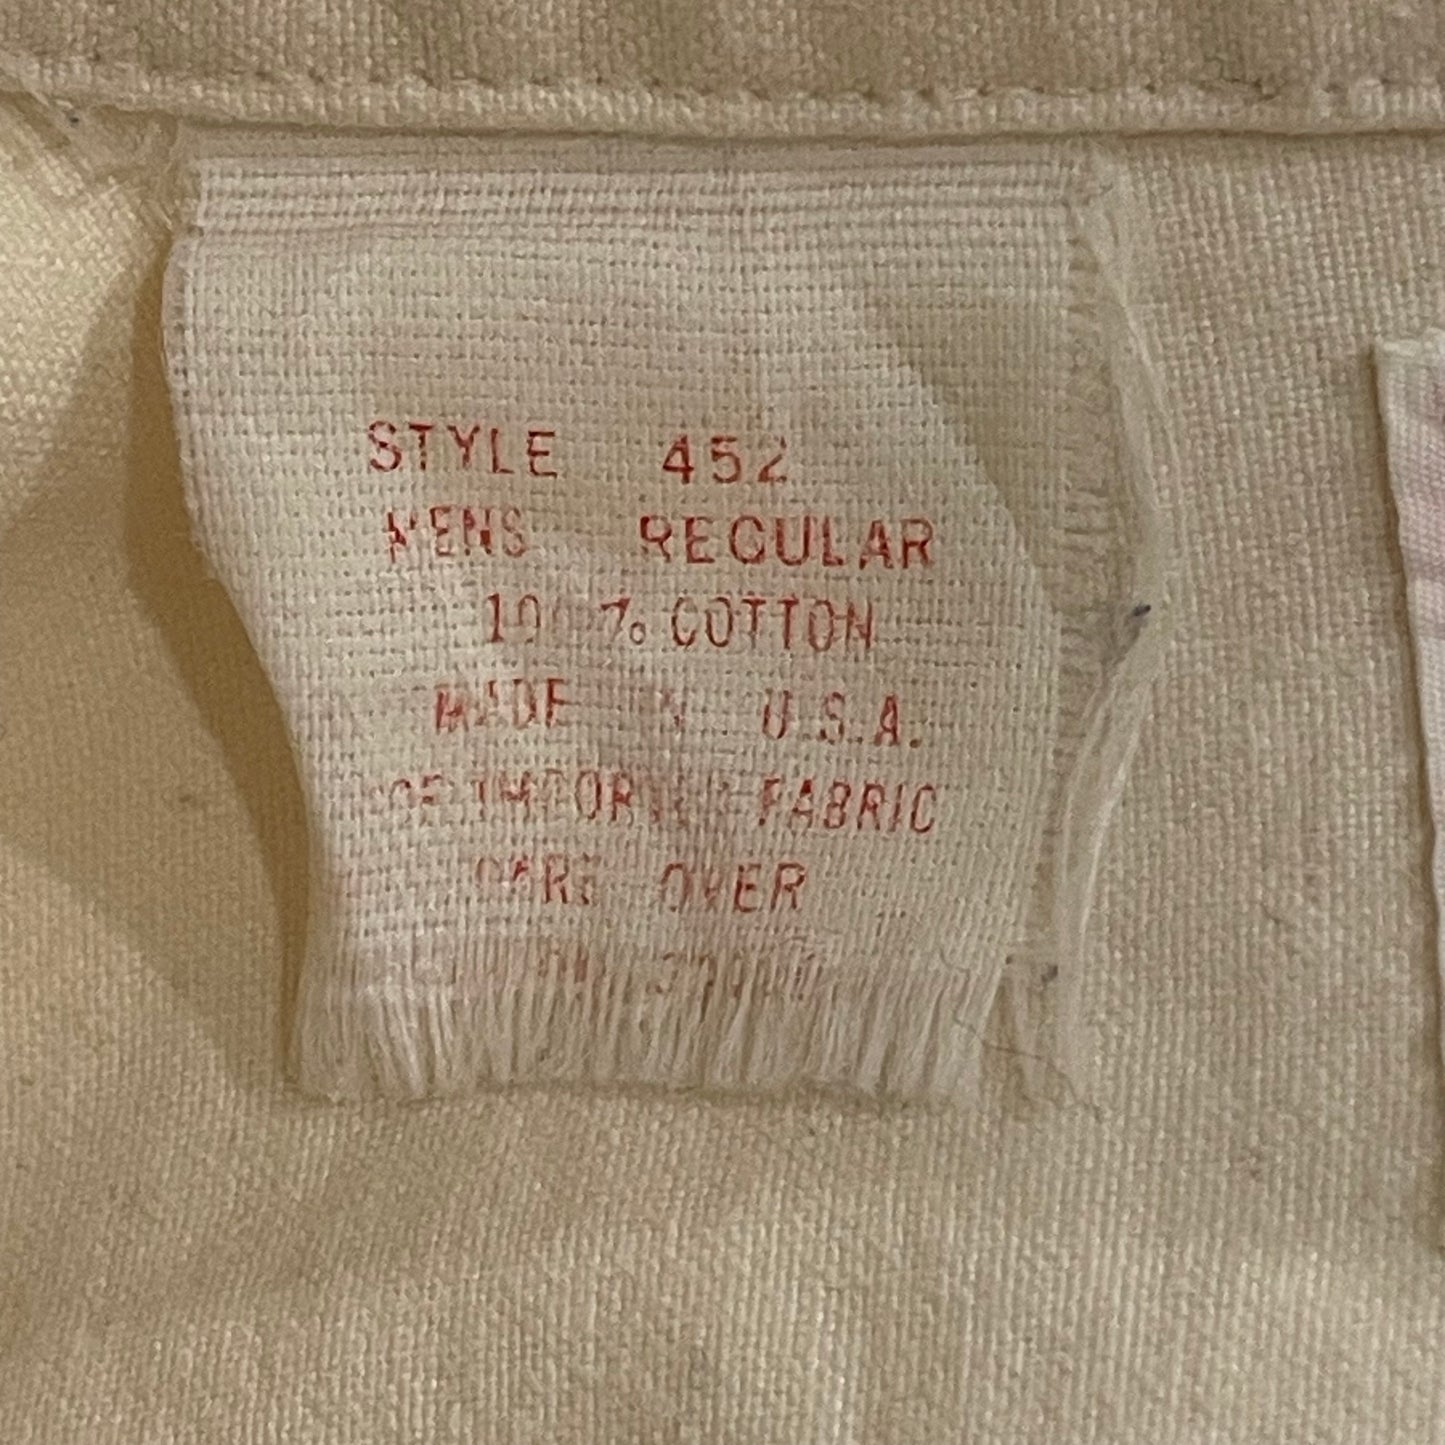 STYLE 452
MENS REGULAR
100% COTTON
MADE IN U.S.A.
OF IMPORTED FABRIC
CARE OVER